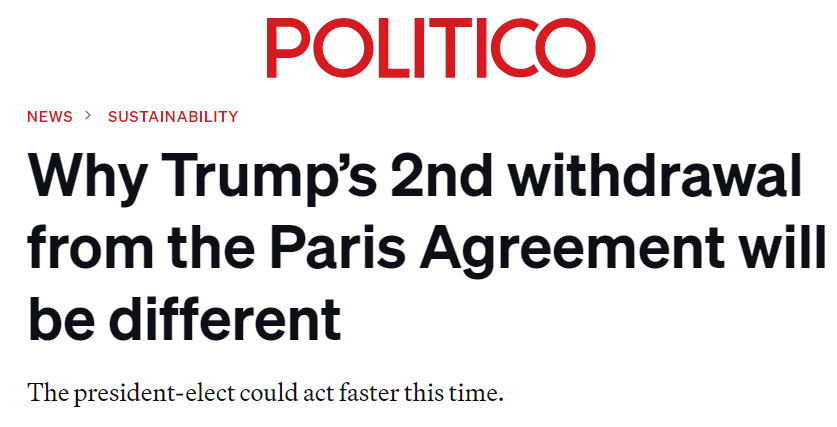 POLITICO
NEWS > SUSTAINABILITY
Why Trump’s 2nd withdrawal
from the Paris Agreement will
be different
The president-elect could act faster this time.